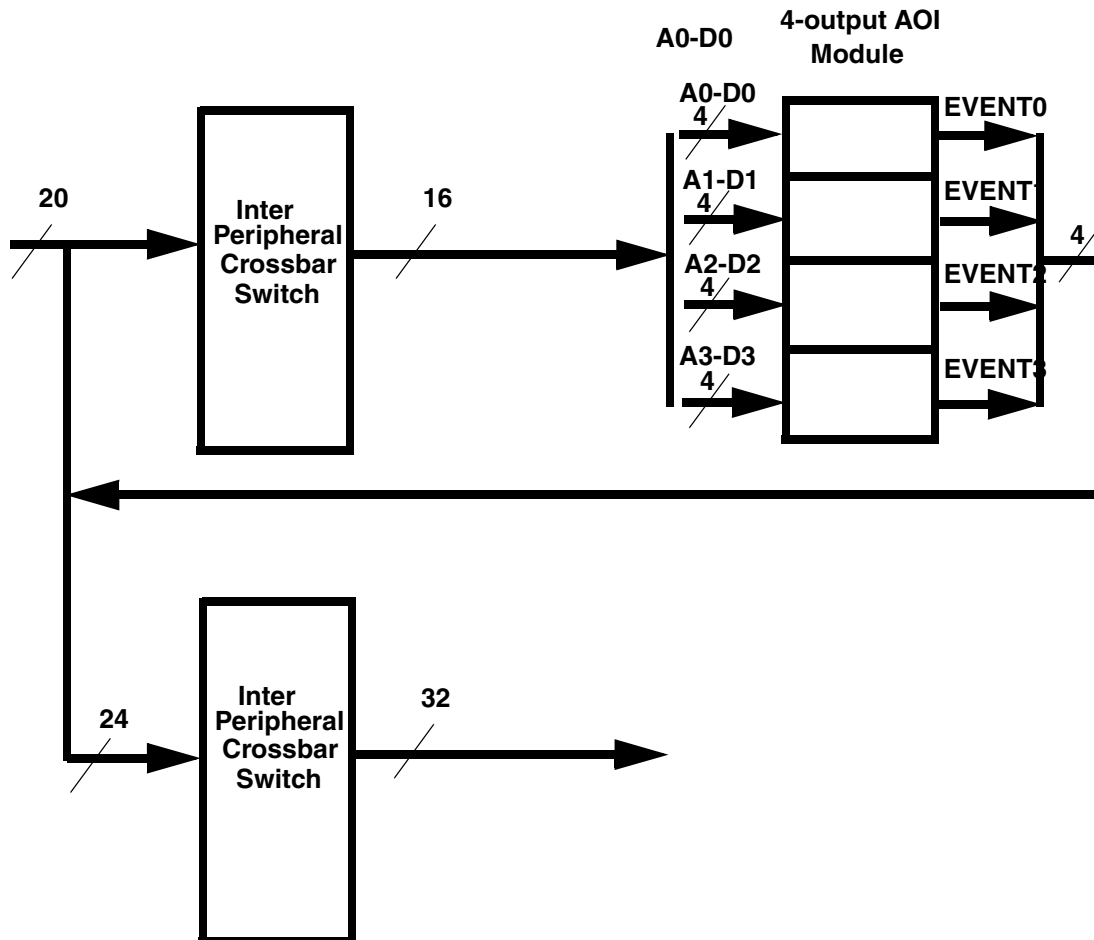 4-output AOI
Module
A0-D0
A0-D0
4
EVENT0
20
Inter
Peripheral
Crossbar
Switch
16
A1-D1
4
EVENT1
4
A2-D2
4
EVENT2
A3-D3
4
EVENT3
24
Inter
Peripheral
Crossbar
Switch
32